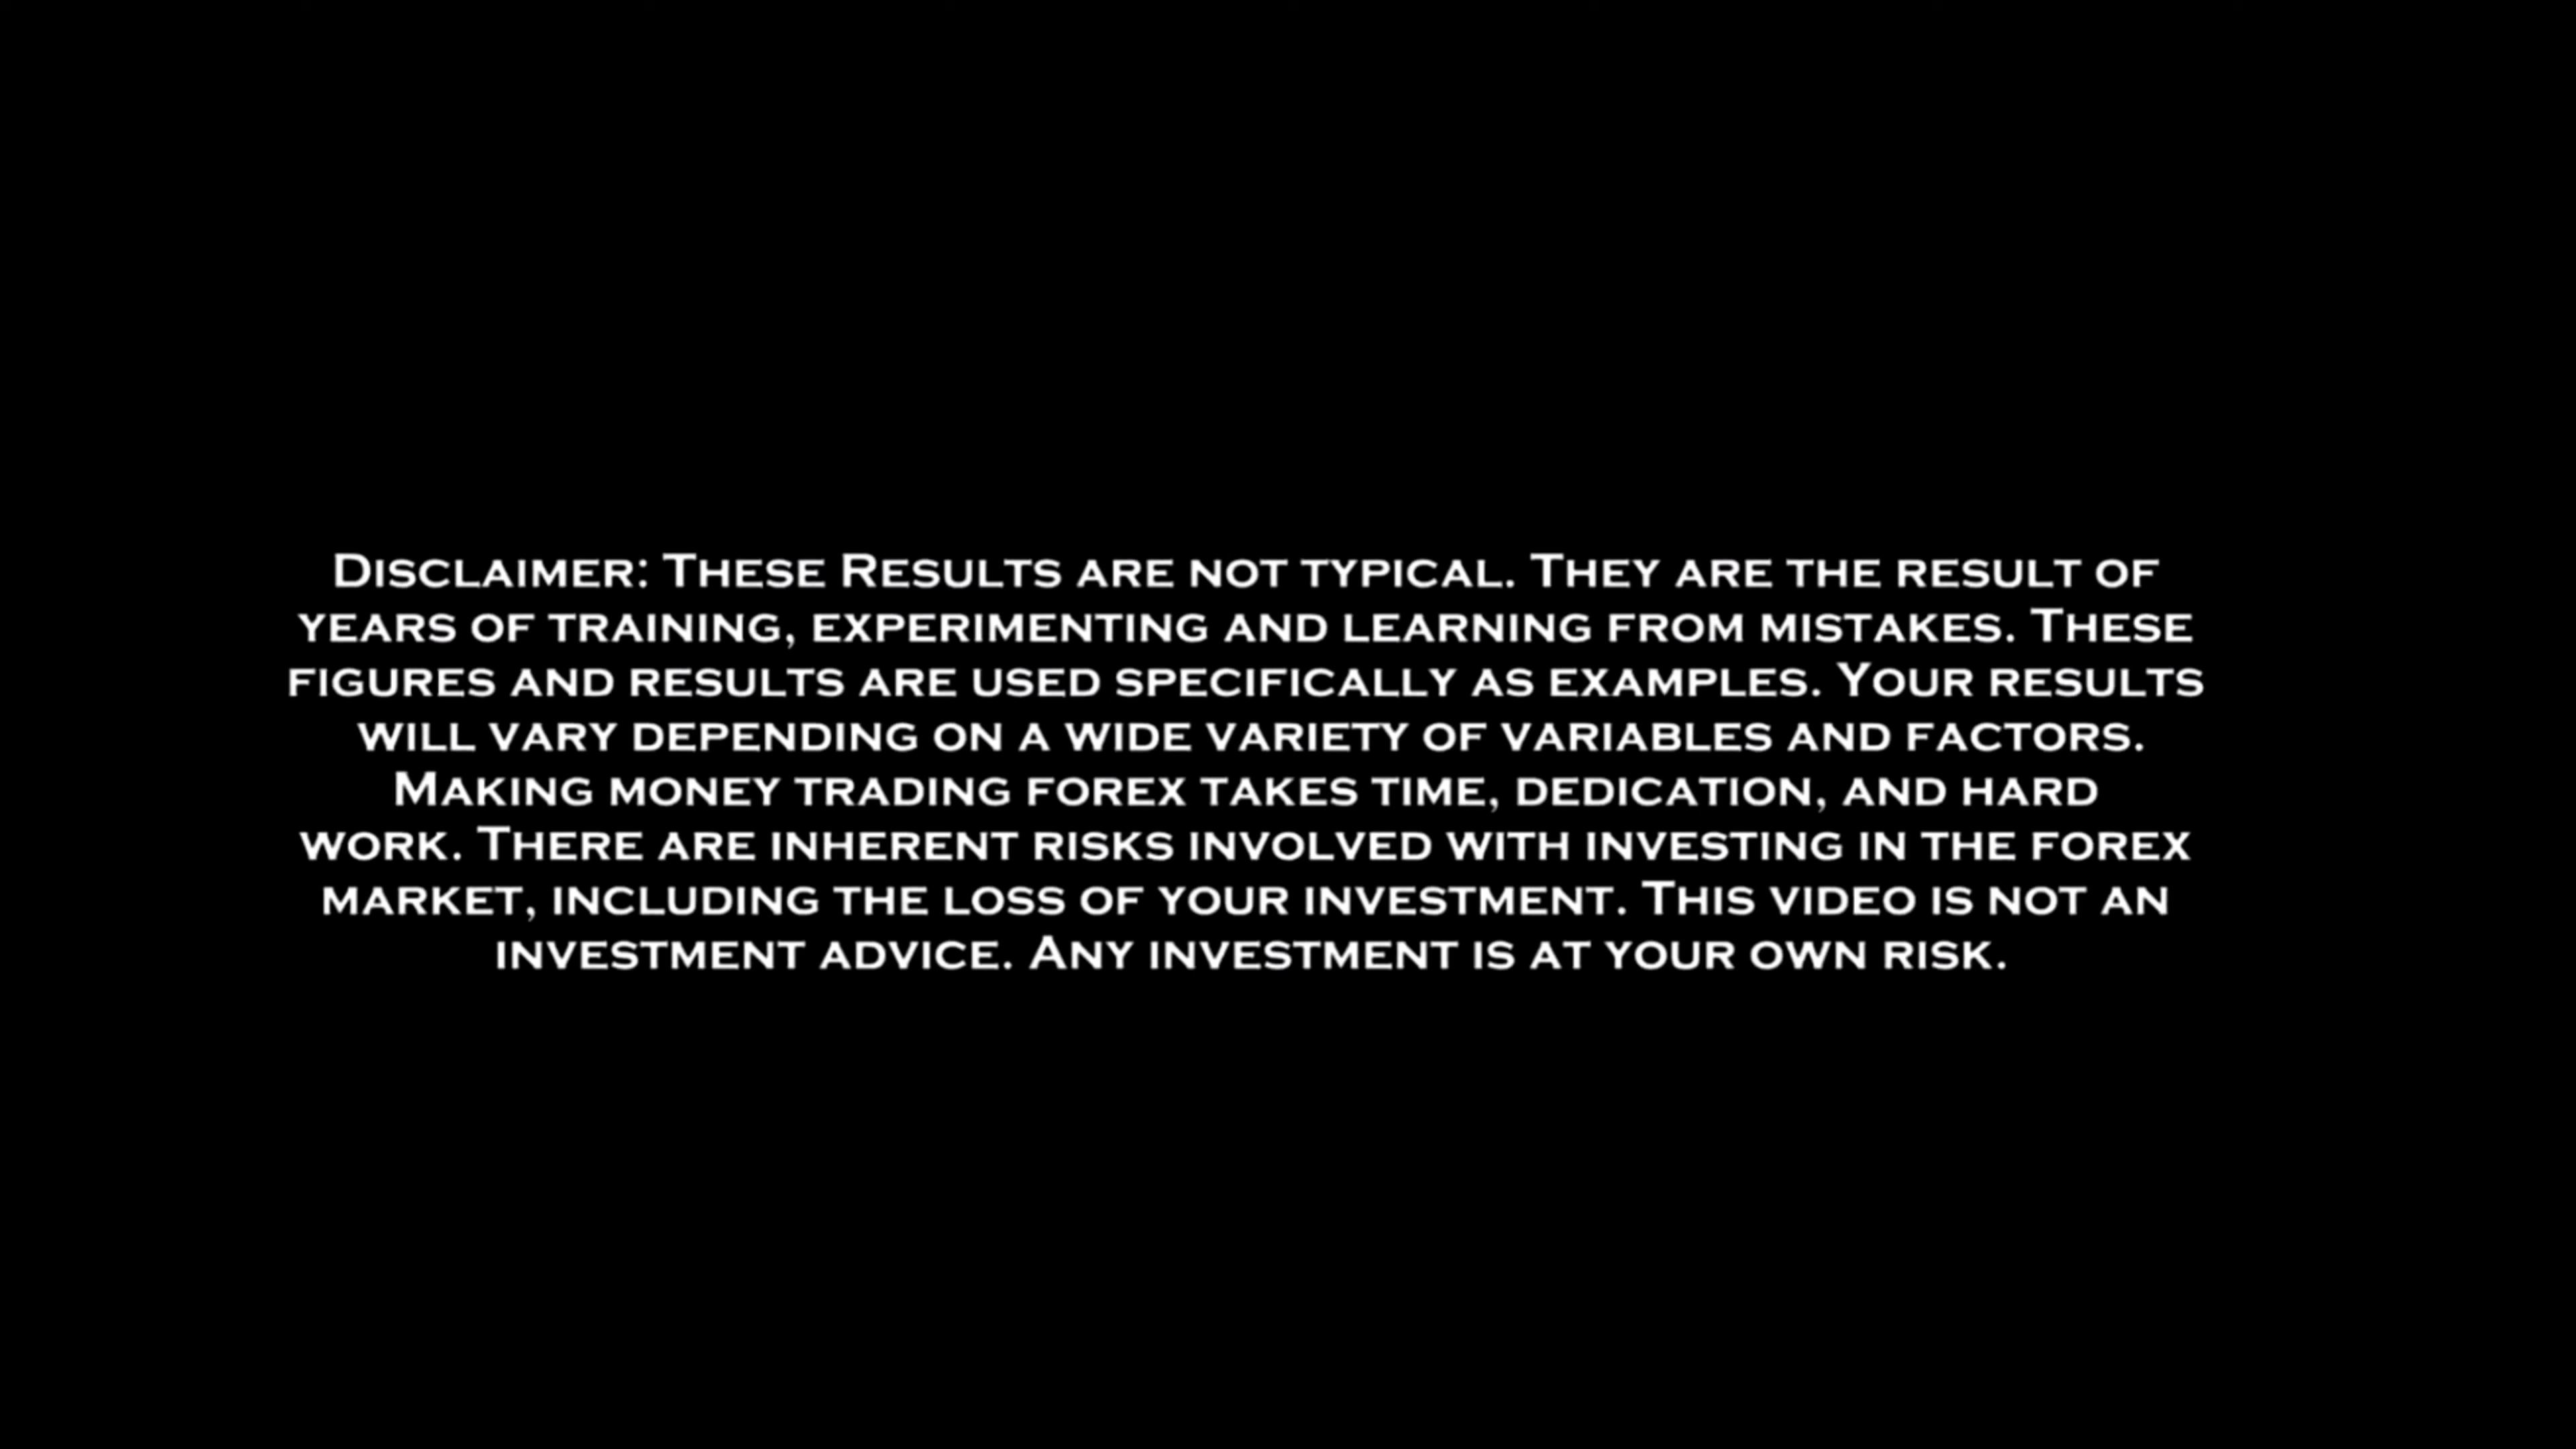 Disclaimer: These Results are not typical. They are the result of
years of training, experimenting and learning from mistakes. These
figures and results are used specifically as examples. Your results
will vary depending on a wide variety of variables and factors.
Making money trading forex takes time, dedication, and hard
work. There are inherent risks involved with investing in the forex
market, including the loss of your investment. This video is not an
investment advice. Any investment is at your own risk.